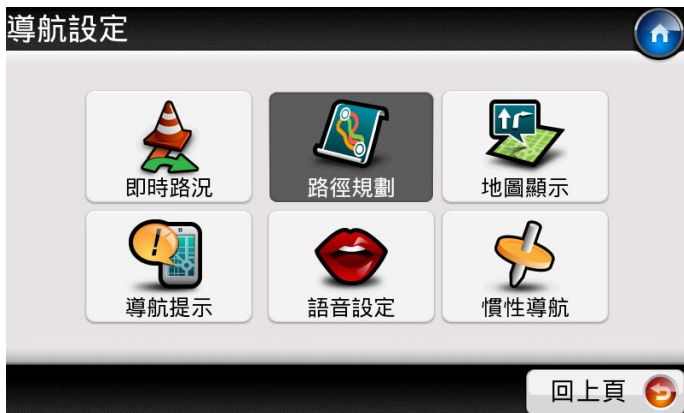 導航設定
即時路況
路徑規劃
地圖顯示
導航提示
語音設定
慣性導航
回上頁